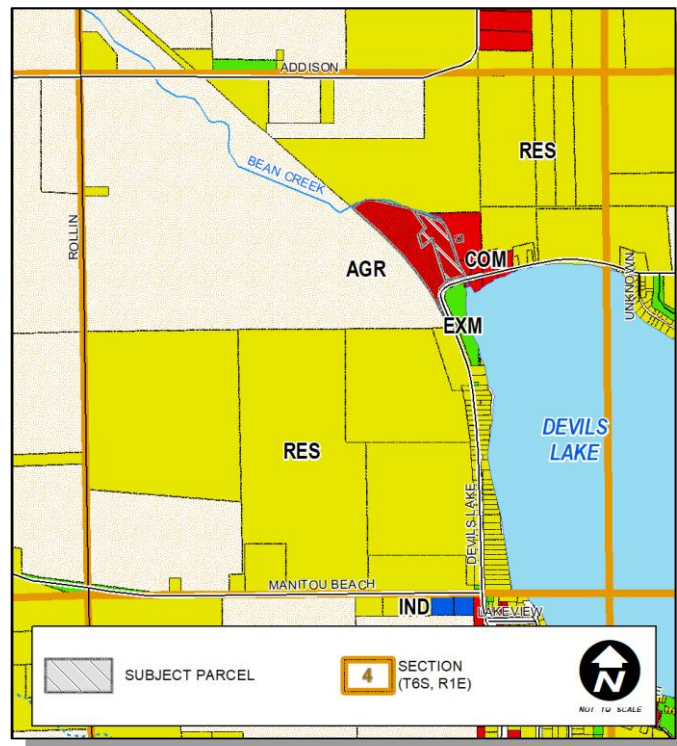 ADDISON
RES
BEAN CREEK
ROLLIN
AGR
COM
UNKNOWN
EXM
DEVILS
LAKE
RES
DEVILS LAKE
MANITOU BEACH
IND
LAKEVIEW
SUBJECT PARCEL
4
SECTION
(T6S, R1E)
N
NOT TO SCALE